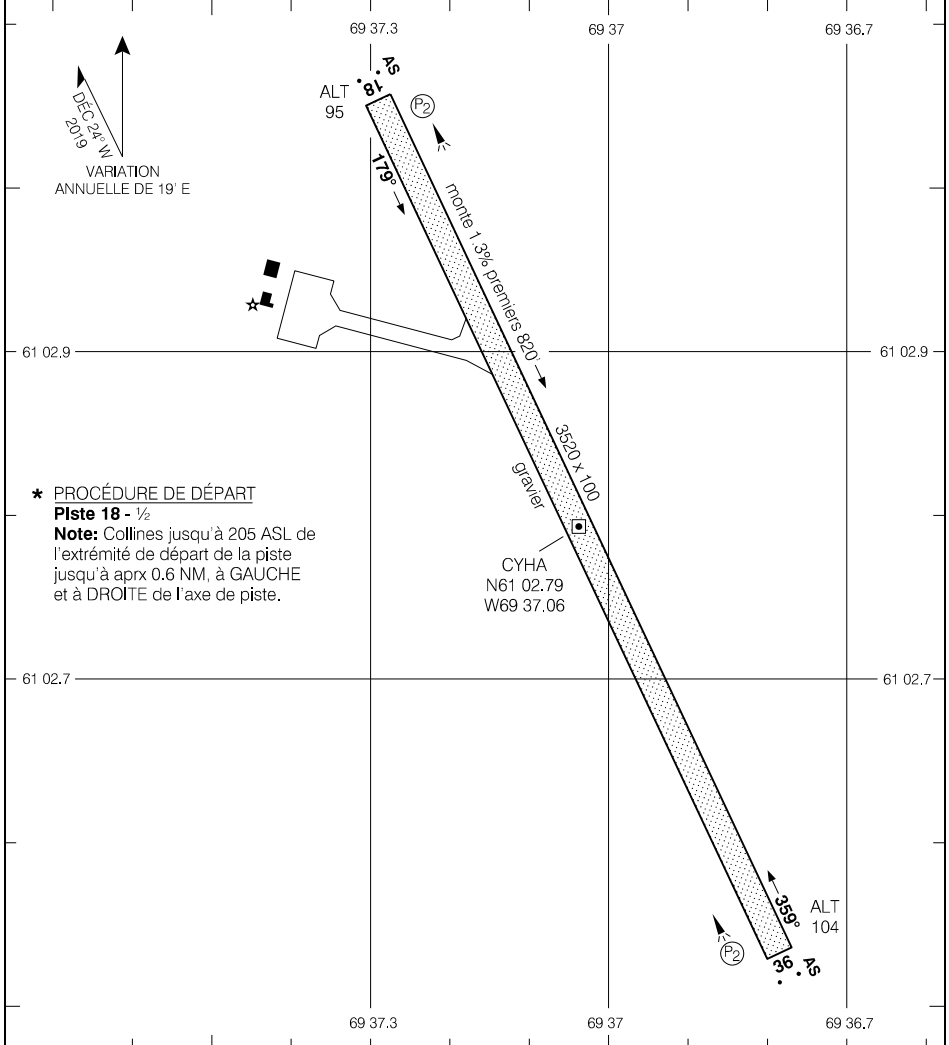 69 37.3
69 37
69 36.7
DÉC 24° W
2019
VARIATION
ANNUELLE DE 19' E
ALT
95
18
AS
P2
179°
monte 1.3% premiers 820'
61 02.9
61 02.9
3520 x 100
gravier
* PROCÉDURE DE DÉPART
Piste 18 - ½
Note: Collines jusqu'à 205 ASL de
l'extrémité de départ de la piste
jusqu'à aprx 0.6 NM, à GAUCHE
et à DROITE de l'axe de piste.
CYHA
N61 02.79
W69 37.06
61 02.7
61 02.7
359°
ALT
104
P2
36
AS
69 37.3
69 37
69 36.7